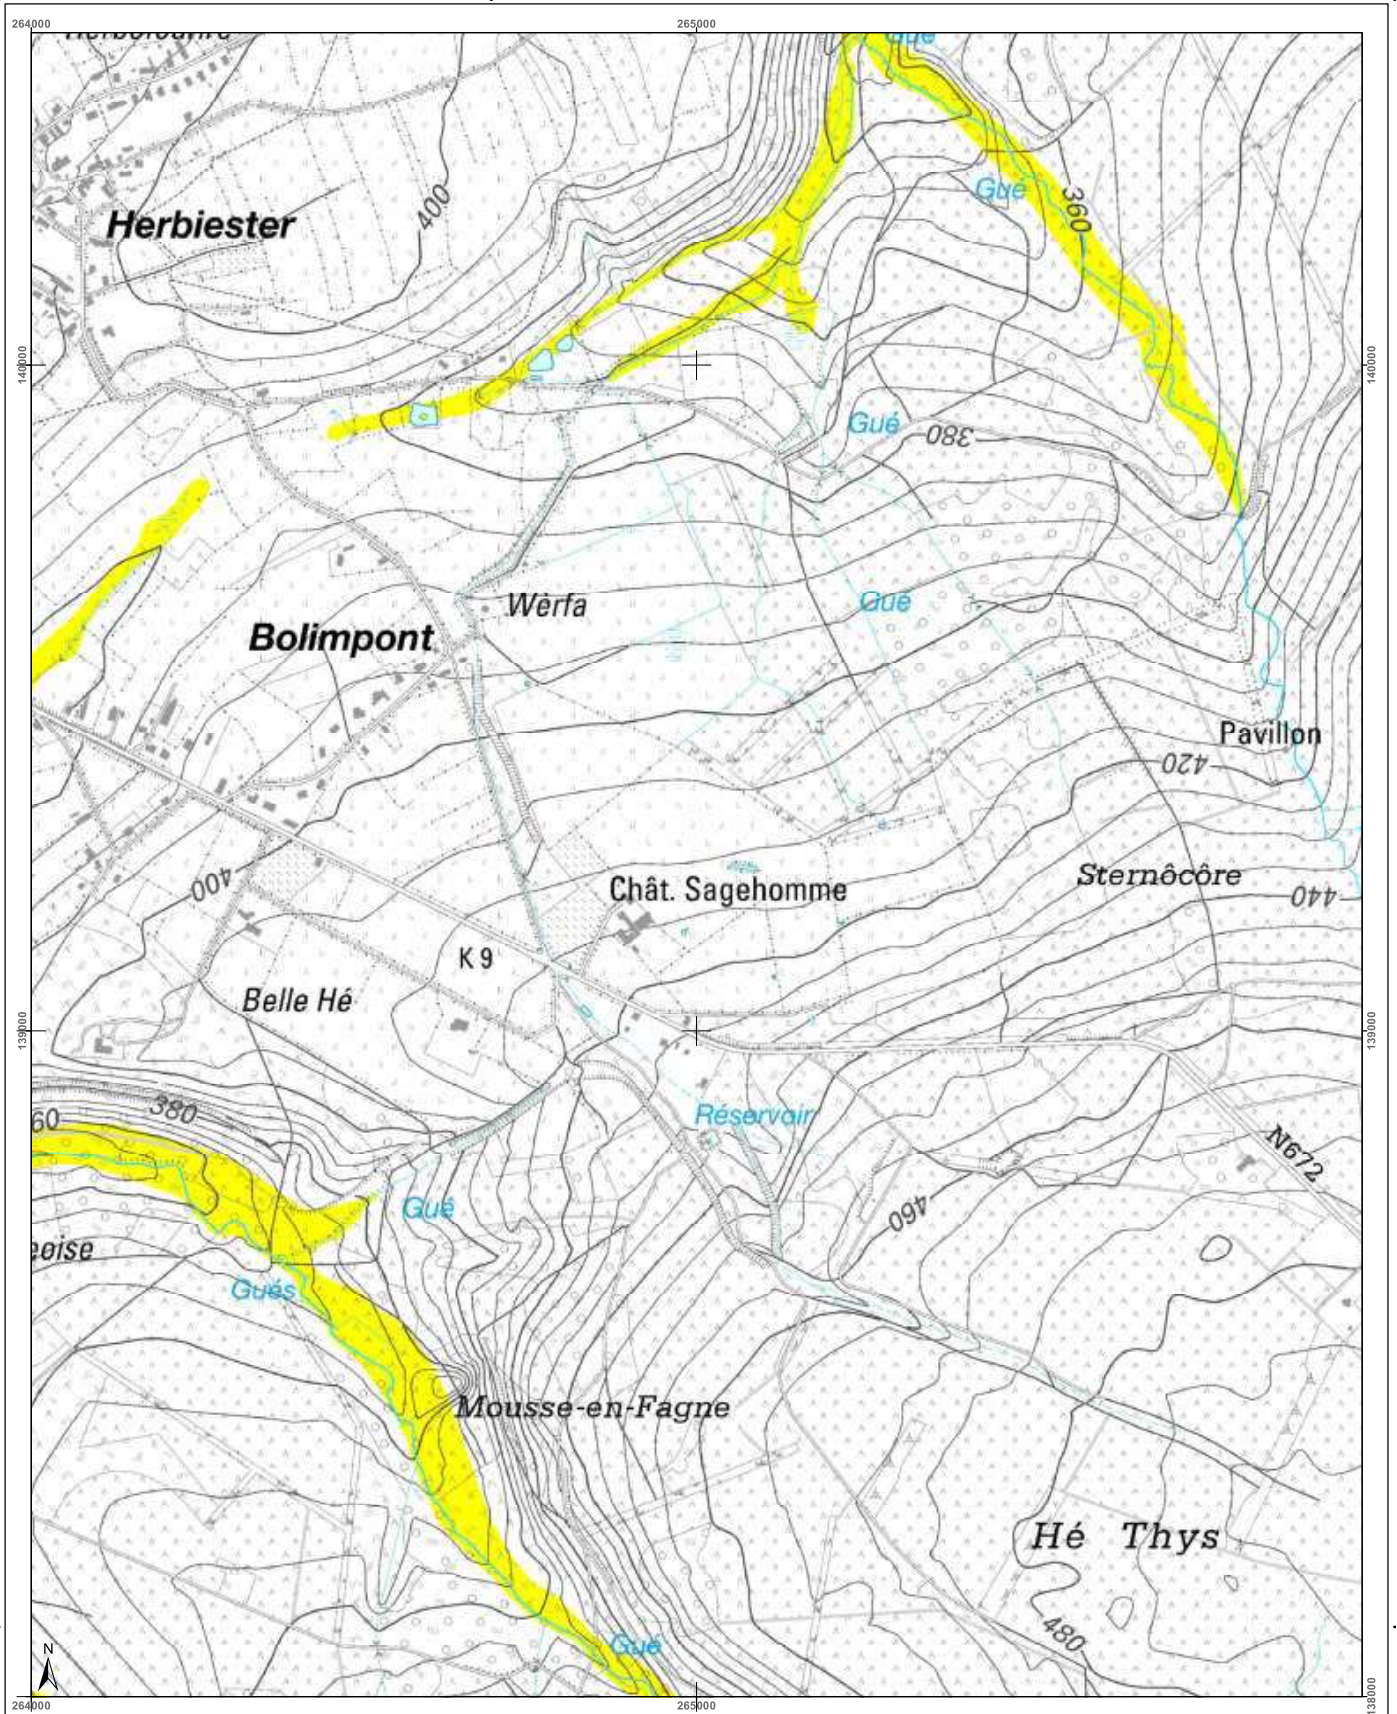 264000
265000
Gué
Gué
360
400
Herbiester
140000
140000
Gué
380
Gué
Wérfa
Bolimpont
Pavillon
420
400
Chât. Sagehomme
Sternôcôre
440
K 9
Belle Hé
139000
139000
380
60
Réservoir
N672
Gué
460
eoise
Gués
Mousse-en-Fagne
Hé Thys
480
Gué
N
264000
265000
138000